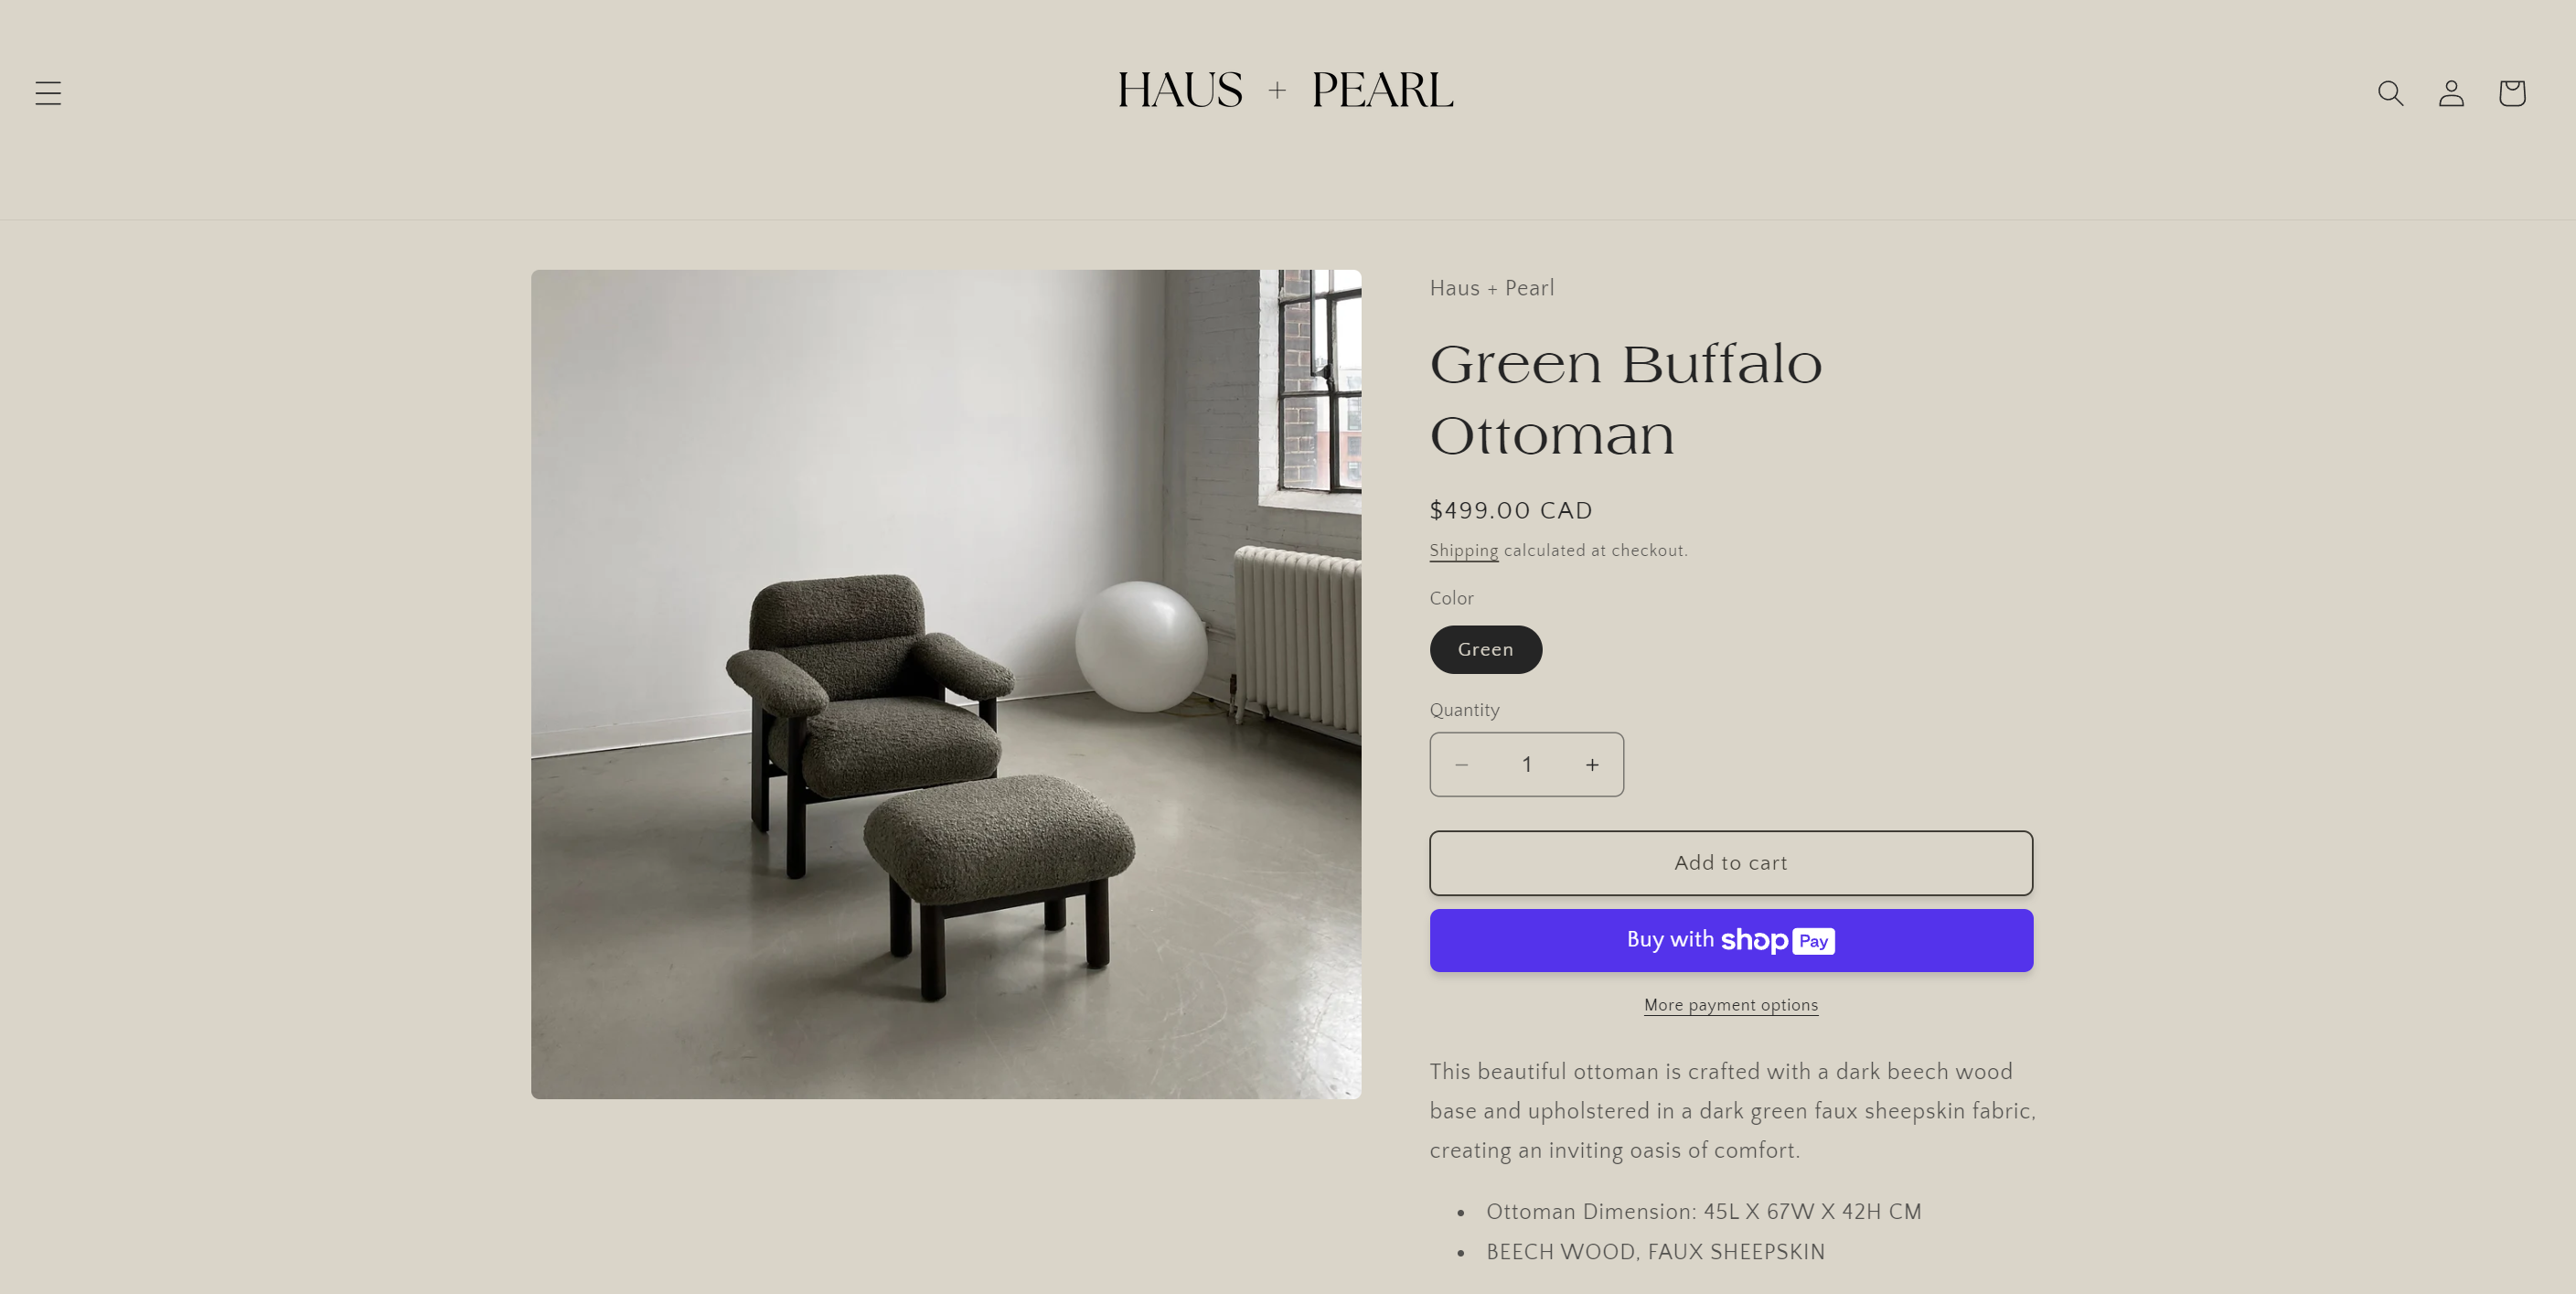 HAUS + PEARL
Haus + Pearl
Green Buffalo
Ottoman
$499.00 CAD
Shipping calculated at checkout.
Color
Green
Quantity
1
Add to cart
Buy with shop Pay
More payment options
This beautiful ottoman is crafted with a dark beech wood
base and upholstered in a dark green faux sheepskin fabric,
creating an inviting oasis of comfort.
Ottoman Dimension: 45L X 67W X 42H CM
BEECH WOOD, FAUX SHEEPSKIN